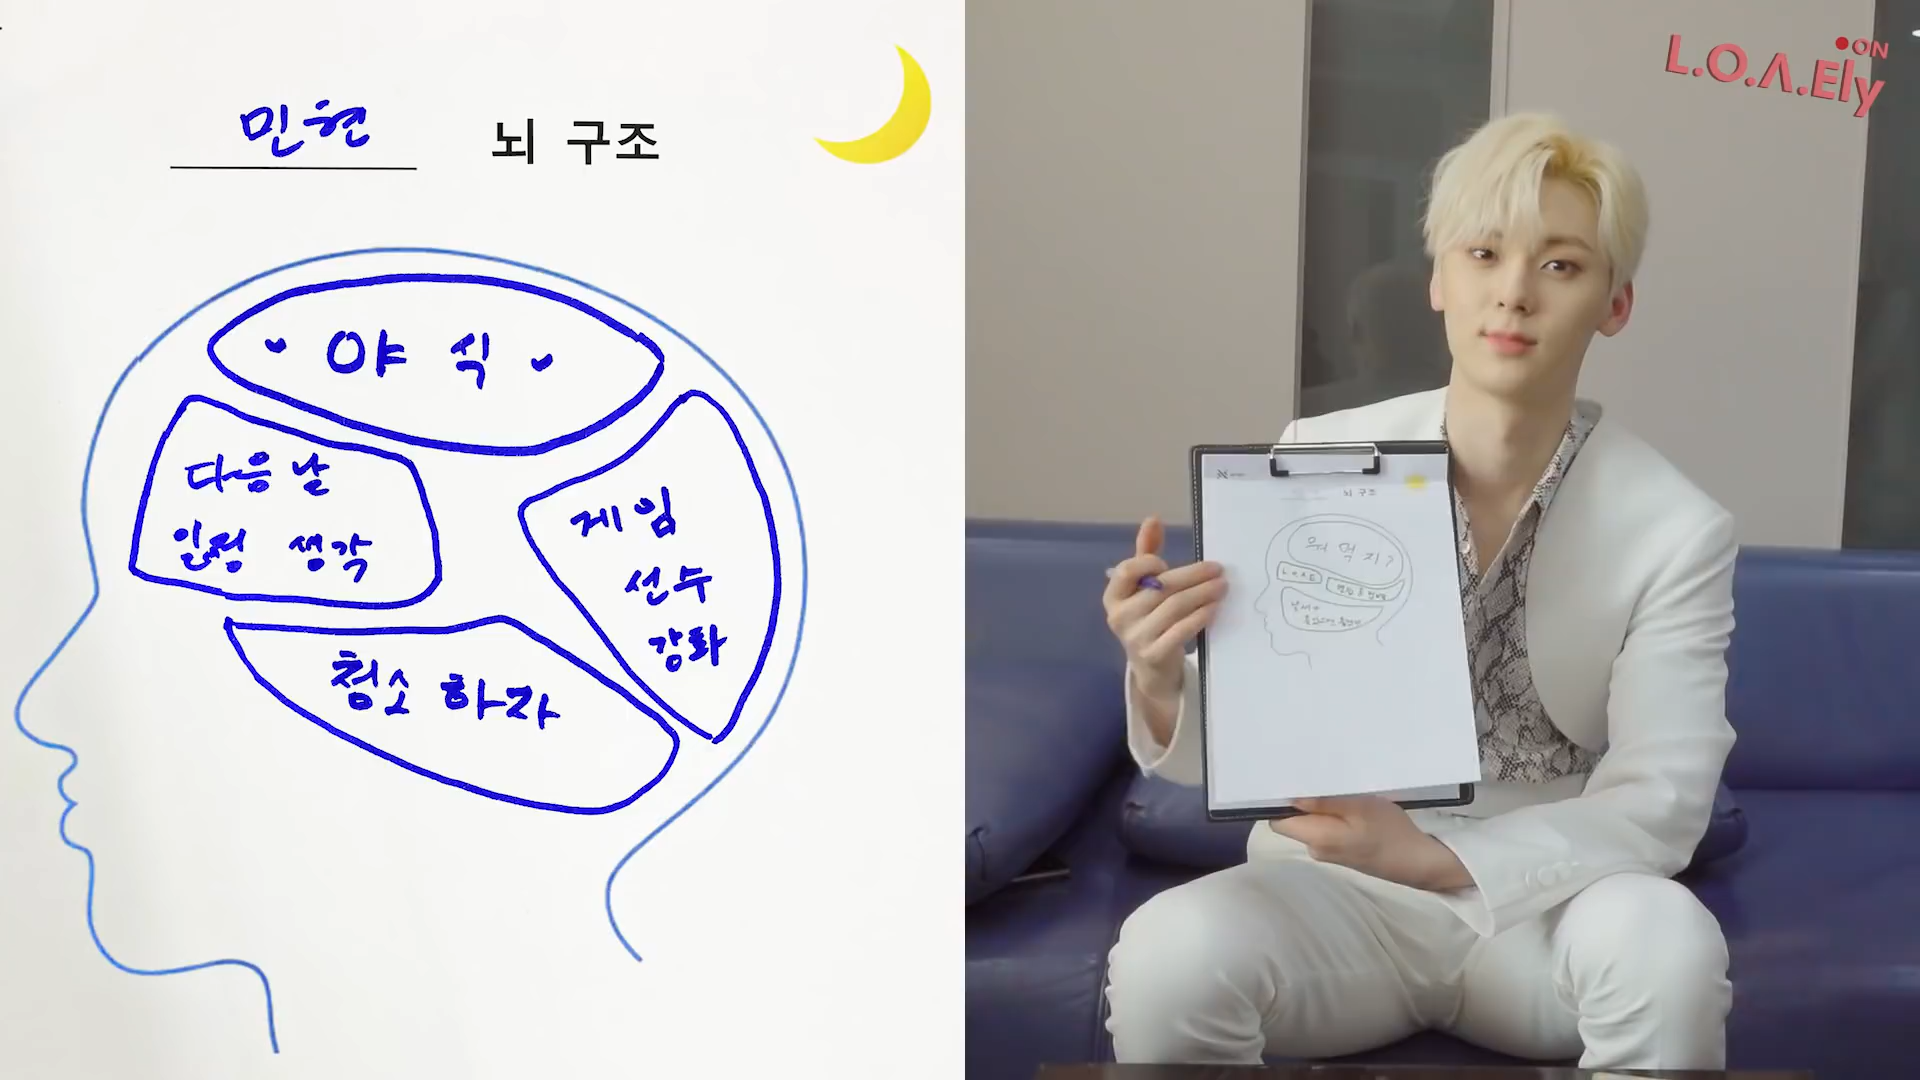 민현 뇌 구조
야식
다음날
일정 생각
게임
선수
강화
청소하자
ON
L.O.Λ.Ely
뇌 구조
뭐 먹지?
L.O.Λ.E